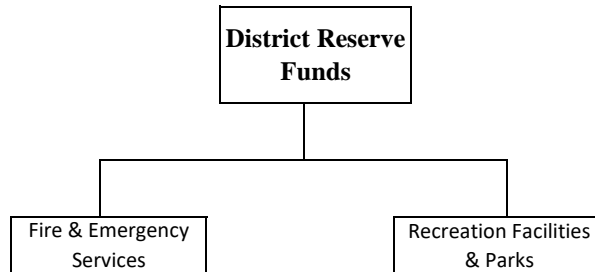 District Reserve
Funds
Fire & Emergency
Services
Recreation Facilities
& Parks